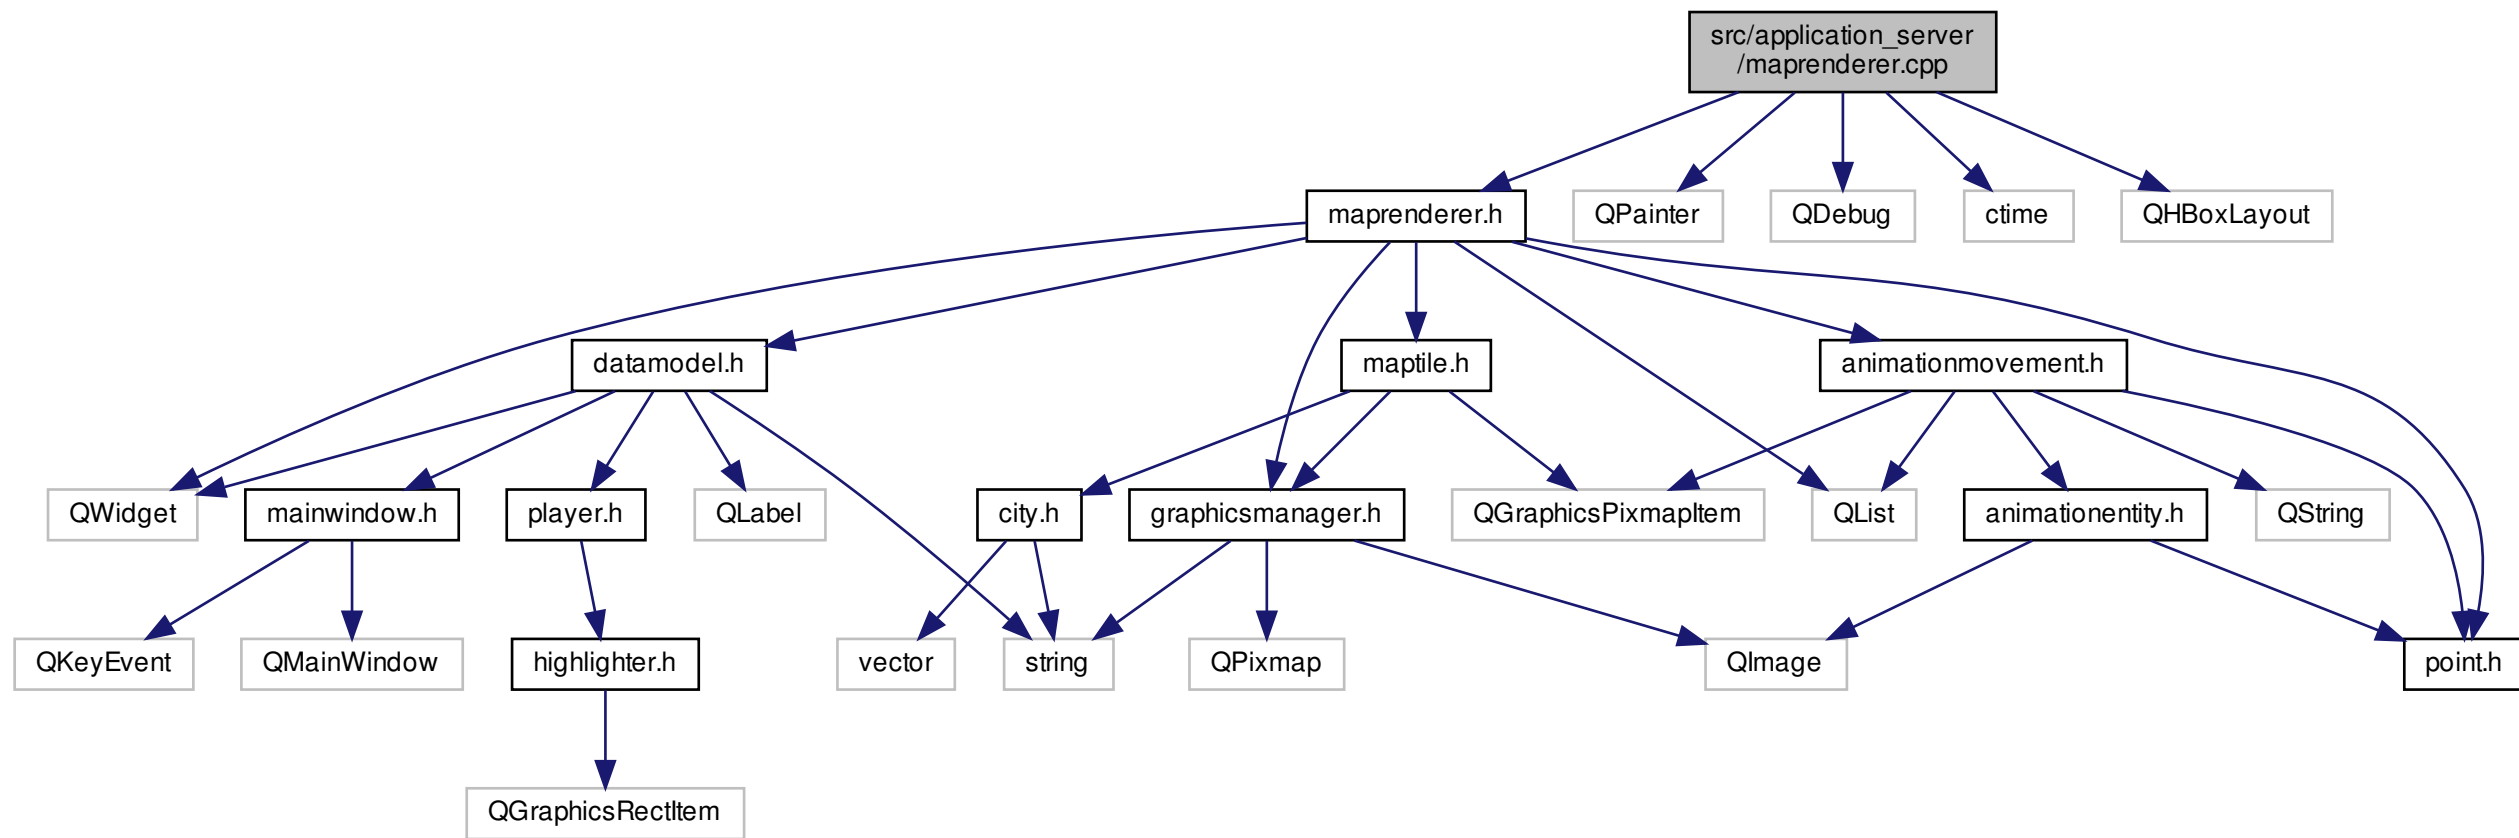 src/application_server
/maprenderer.cpp
maprenderer.h
QPainter
QDebug
ctime
QHBoxLayout
datamodel.h
maptile.h
animationmovement.h
QWidget
mainwindow.h
player.h
QLabel
city.h
graphicsmanager.h
QGraphicsPixmapItem
QList
animationentity.h
QString
QKeyEvent
QMainWindow
highlighter.h
vector
string
QPixmap
QImage
point.h
QGraphicsRectItem